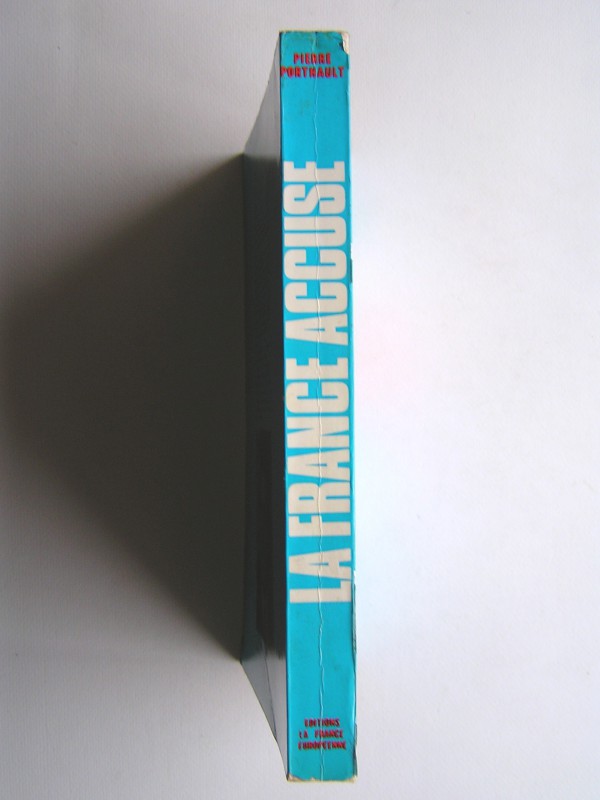 PIERRE
PORTHAULT
LA FRANCE ACCUSE
EDITIONS
LA FRANCE
EUROPEENNE